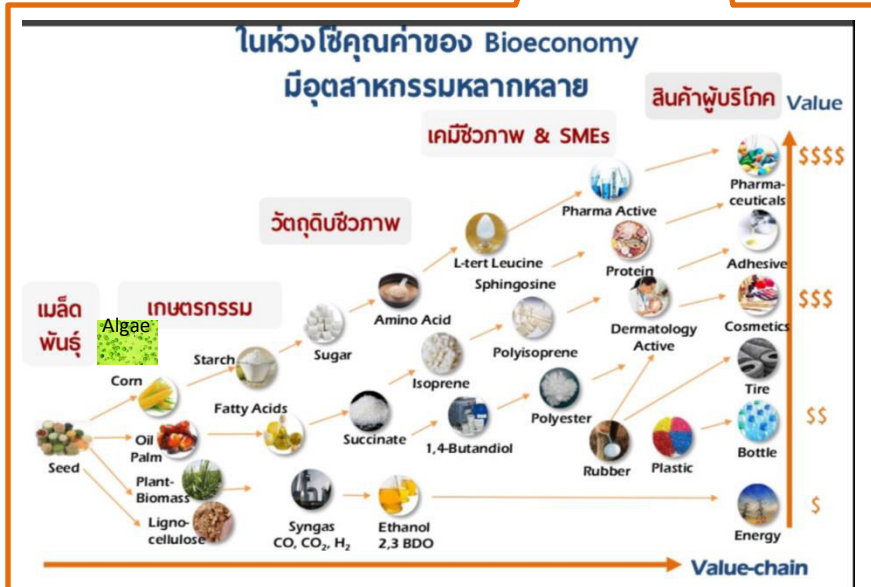 ในห่วงโซ่คุณค่าของ Bioeconomy
มีอุตสาหกรรมหลากหลาย
สินค้าผู้บริโภค
Value
เคมีชีวภาพ & SMEs
$$$$
Pharma-
ceuticals
Pharma Active
วัตถุดิบชีวภาพ
L-tert Leucine
Sphingosine
Protein
Adhesive
$$$
เมล็ด
พันธุ์
เกษตรกรรม
Algae
Amino Acid
Dermatology
Active
Cosmetics
Starch
Sugar
Polyisoprene
Corn
Isoprene
Tire
Fatty Acids
$$
Seed
Oil
Palm
Succinate
1,4-Butandiol
Polyester
Rubber
Plastic
Bottle
Plant-
Biomass
Ligno-
cellulose
Syngas
CO, CO₂, H₂
Ethanol
2,3 BDO
$
Energy
Value-chain